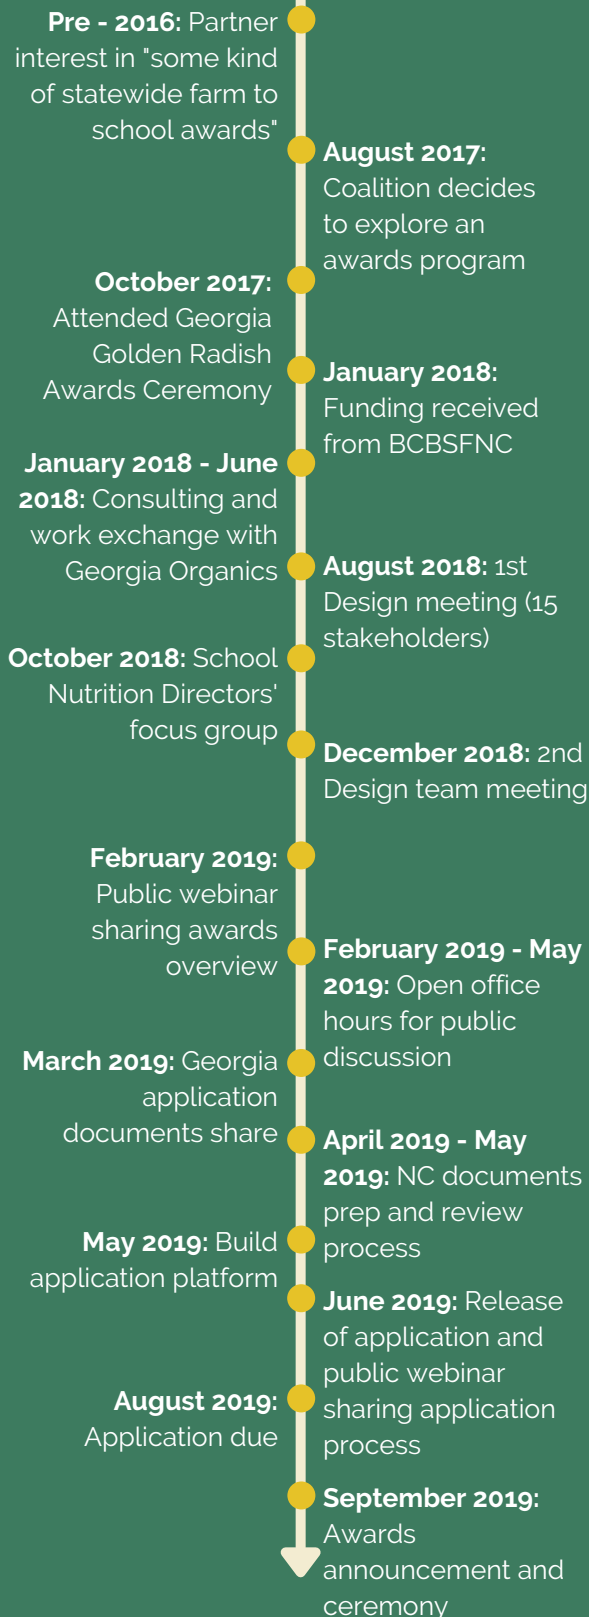 Pre - 2016: Partner
interest in "some kind
of statewide farm to
school awards"
August 2017:
Coalition decides
to explore an
awards program
October 2017:
Attended Georgia
Golden Radish
Awards Ceremony
January 2018:
Funding received
from BCBSFNC
January 2018 - June
2018: Consulting and
work exchange with
Georgia Organics
August 2018: 1st
Design meeting (15
stakeholders)
October 2018: School
Nutrition Directors'
focus group
December 2018: 2nd
Design team meeting
February 2019:
Public webinar
sharing awards
overview
February 2019 - May
2019: Open office
hours for public
discussion
March 2019: Georgia
application
documents share
April 2019 - May
2019: NC documents
prep and review
process
May 2019: Build
application platform
June 2019: Release
of application and
public webinar
sharing application
process
August 2019:
Application due
September 2019:
Awards
announcement and
ceremony